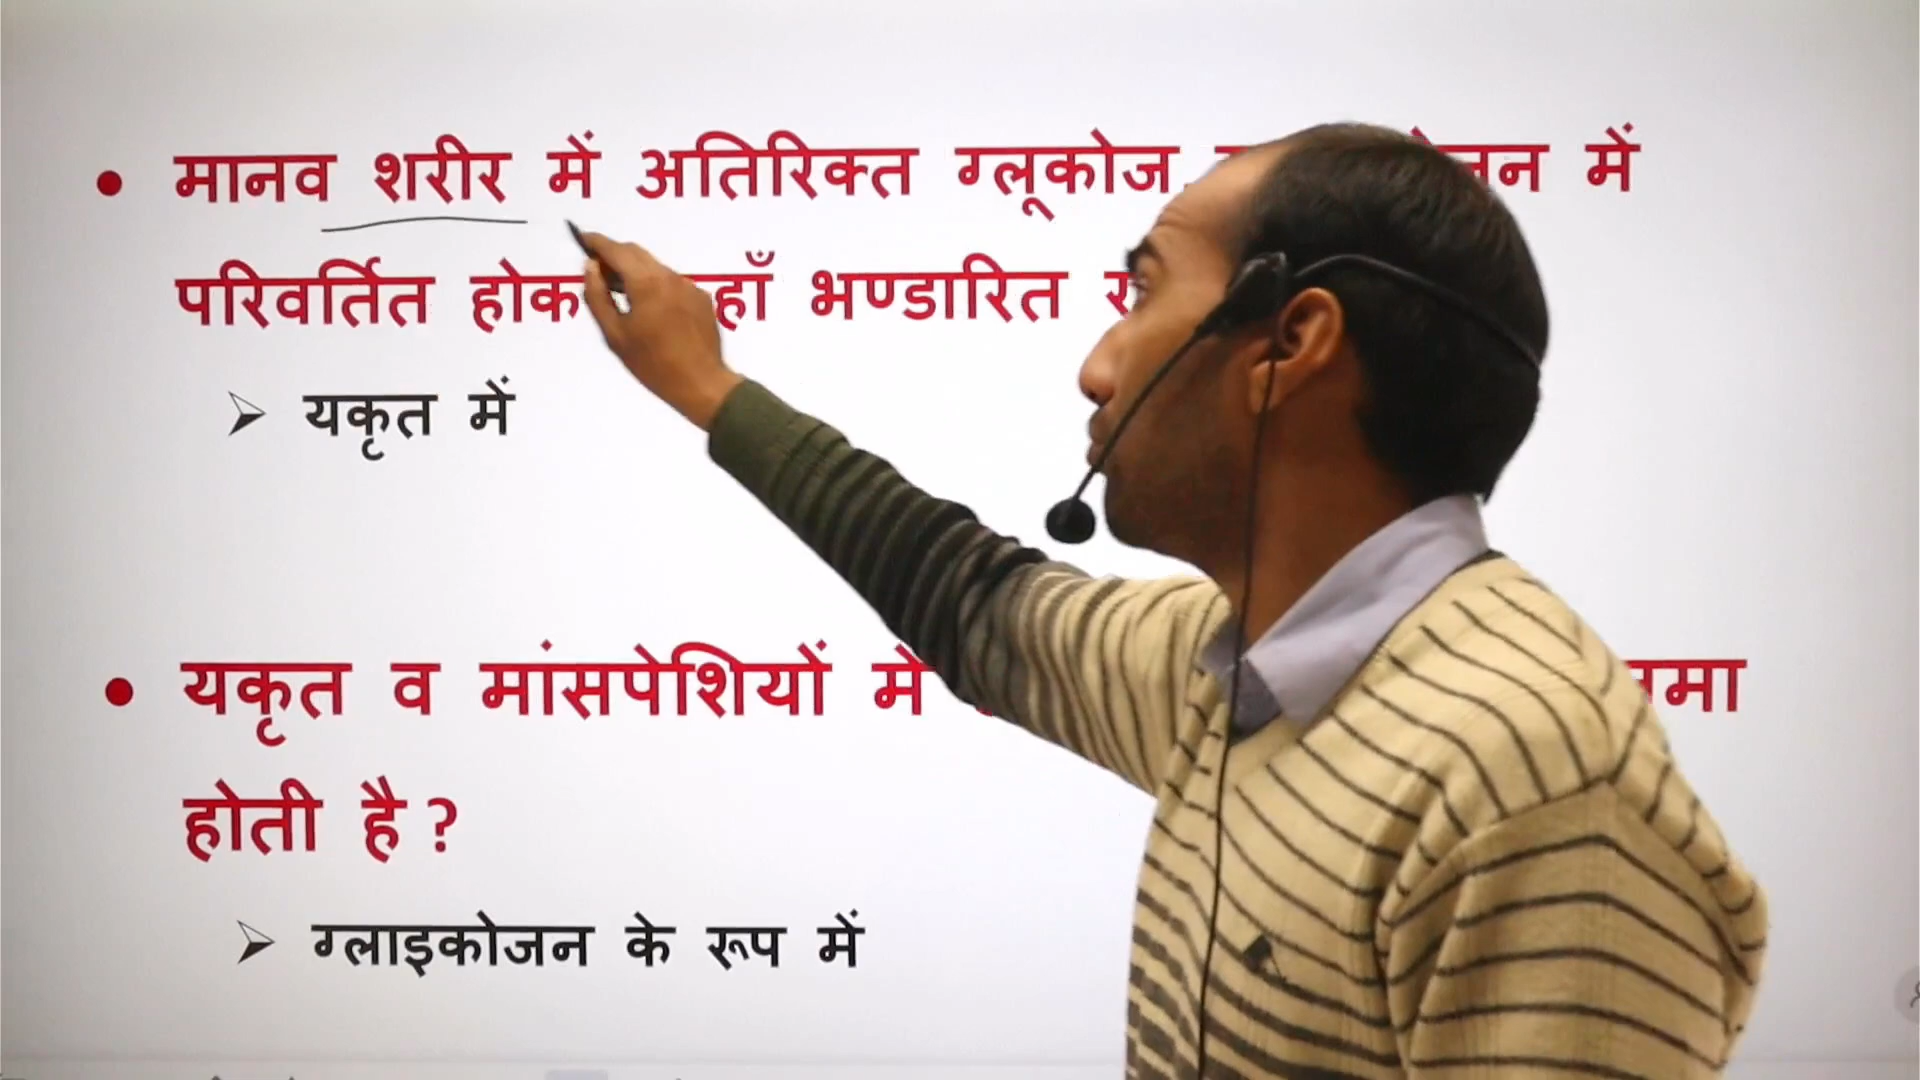 • मानव शरीर में अतिरिक्त ग्लूकोज में
परिवर्तित भण्डारित
➢ यकृत में
• यकृत व मांसपेशियों में
होती है ?
➢ ग्लाइकोजन के रूप में